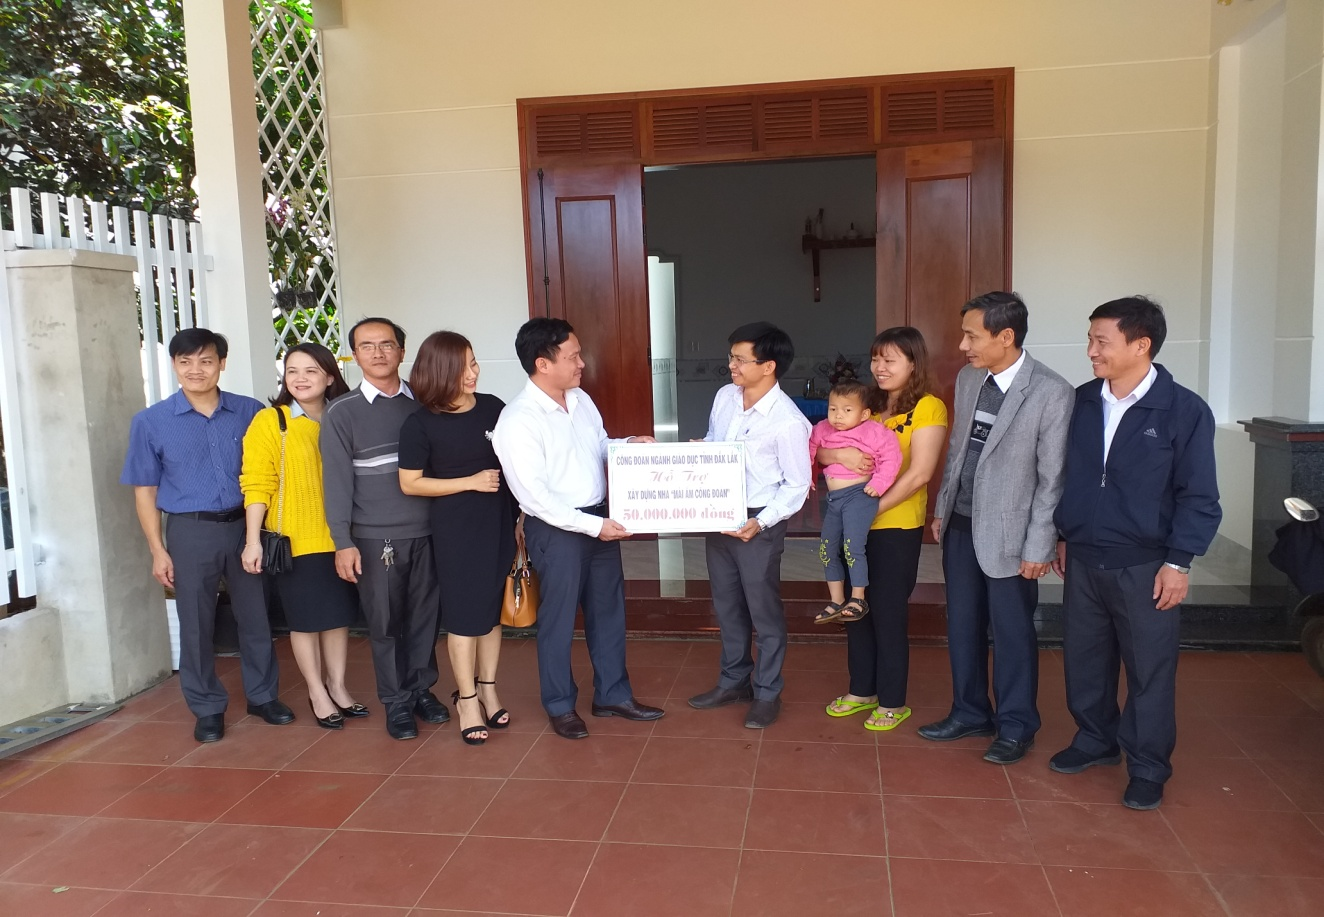 CÔNG ĐOÀN NGÀNH GIÁO DỤC TỈNH ĐẮK LẮK
Hỗ Trợ
XÂY DỰNG NHÀ "MÁI ẤM CÔNG ĐOÀN"
50,000,000 đồng